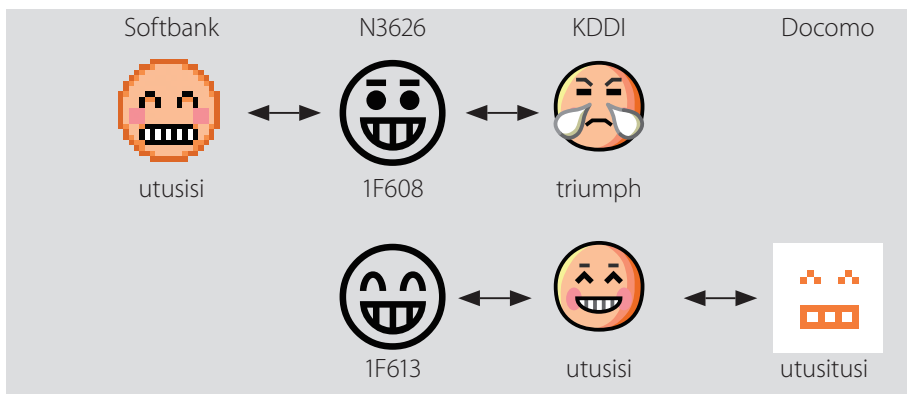 Softbank N3626 KDDI Docomo
utusisi 1F608 triumph
1F613 utusisi utusitusi